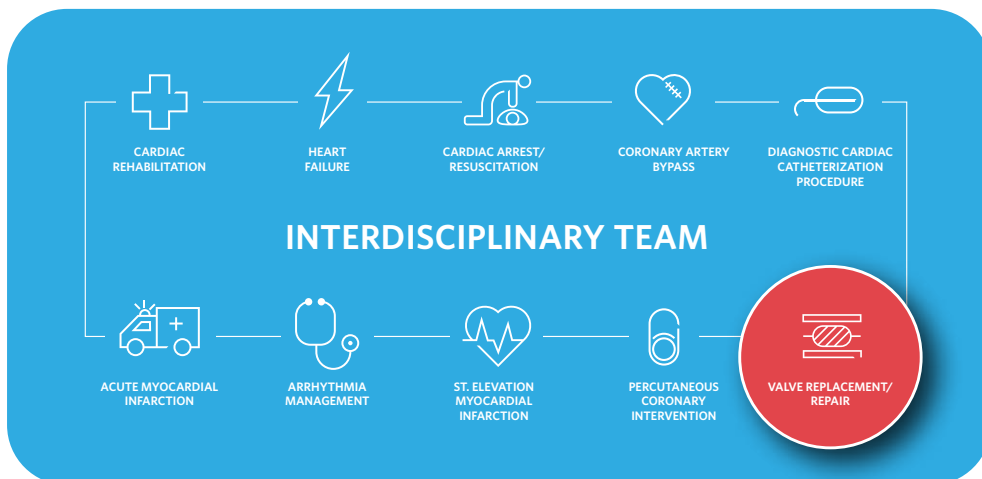 CARDIAC
REHABILITATION
HEART
FAILURE
CARDIAC ARREST/
RESUSCITATION
CORONARY ARTERY
BYPASS
DIAGNOSTIC CARDIAC
CATHETERIZATION
PROCEDURE
INTERDISCIPLINARY TEAM
ACUTE MYOCARDIAL
INFARCTION
ARRHYTHMIA
MANAGEMENT
ST. ELEVATION
MYOCARDIAL
INFARCTION
PERCUTANEOUS
CORONARY
INTERVENTION
VALVE REPLACEMENT/
REPAIR